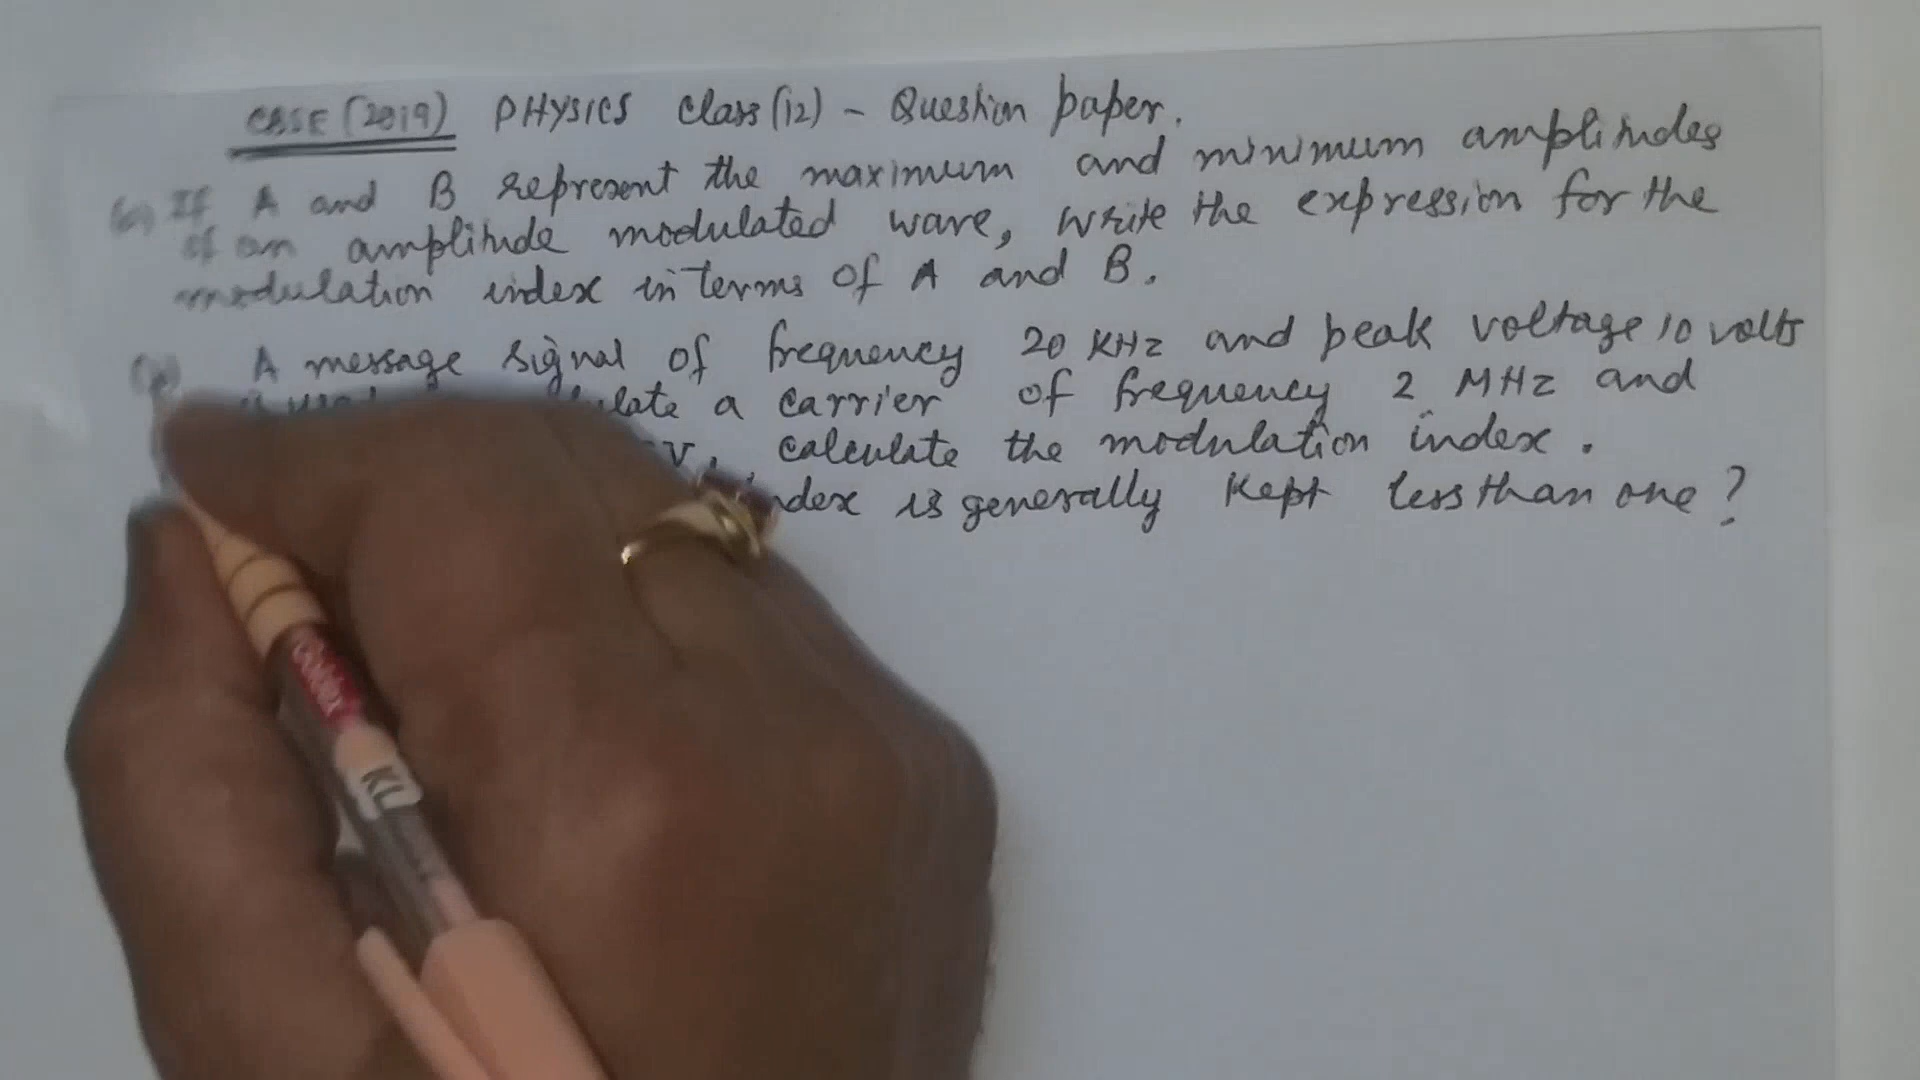 CBSE (2019) PHYSICS Class (12) - Question paper.
(a) If A and B represent the maximum and minimum amplitudes
of an amplitude modulated wave, write the expression for the
modulation index in terms of A and B.
A message signal of frequency 20 KHz and peak voltage 10 volts
late a carrier of frequency 2 MHz and
V, calculate the modulation index.
index is generally kept less than one?
KL